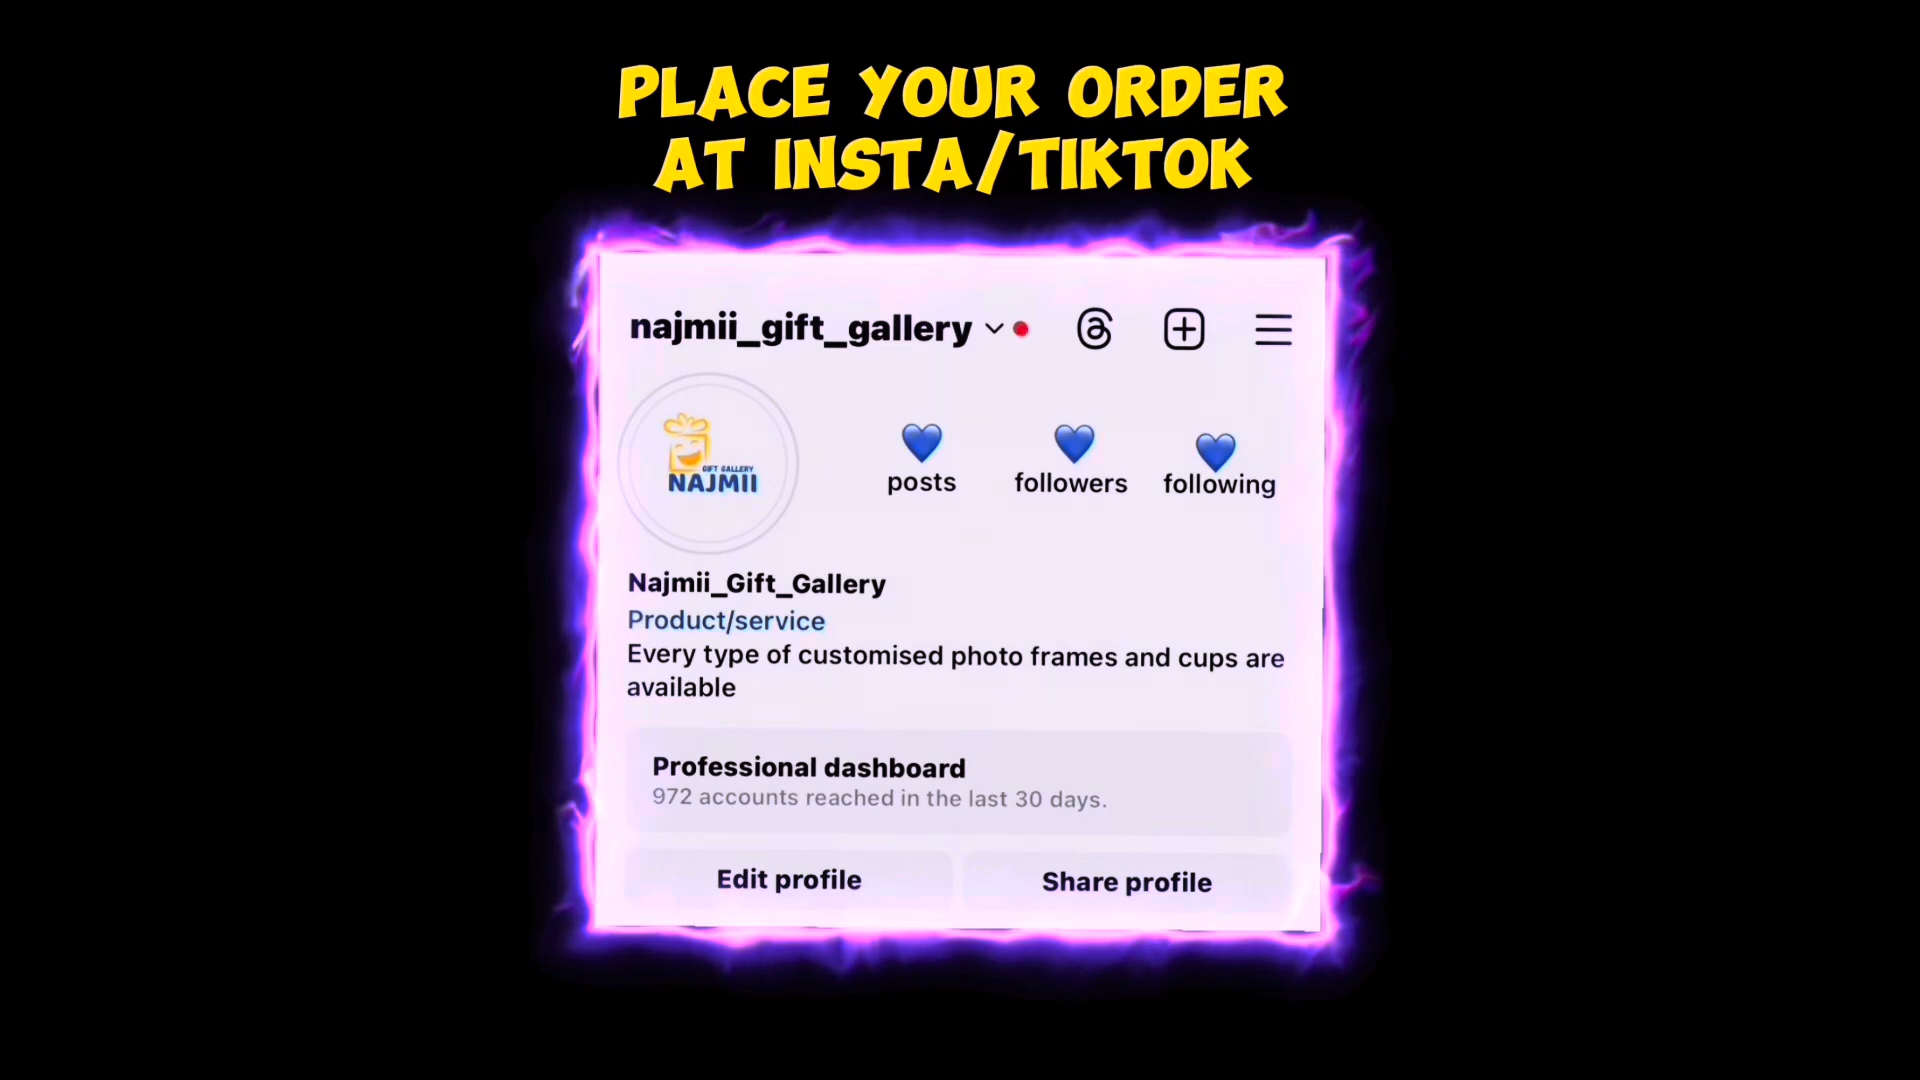 PLACE YOUR ORDER
AT INSTA/TIKTOK
najmii_gift_gallery
GIFT GALLERY
NAJMII
posts followers following
Najmii_Gift_Gallery
Product/service
Every type of customised photo frames and cups are
available
Professional dashboard
972 accounts reached in the last 30 days.
Edit profile Share profile